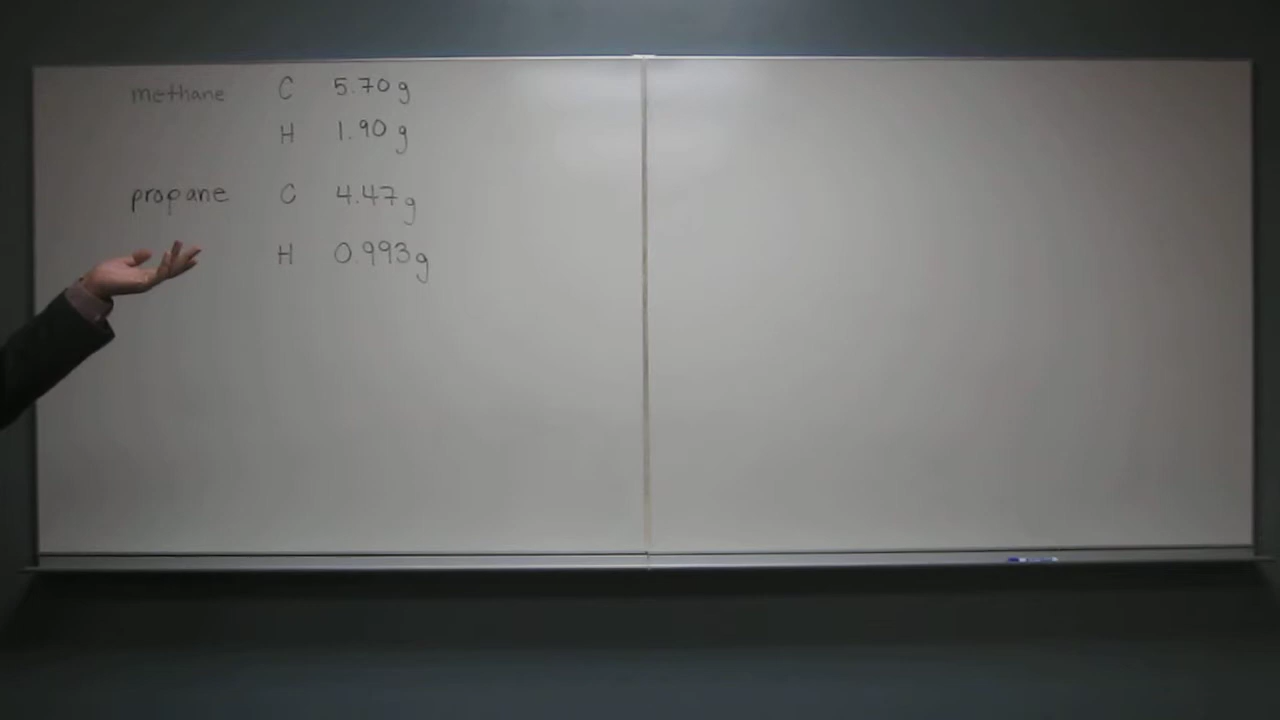 methane C 5.70 g
H 1.90 g
propane C 4.47 g
H 0.993 g